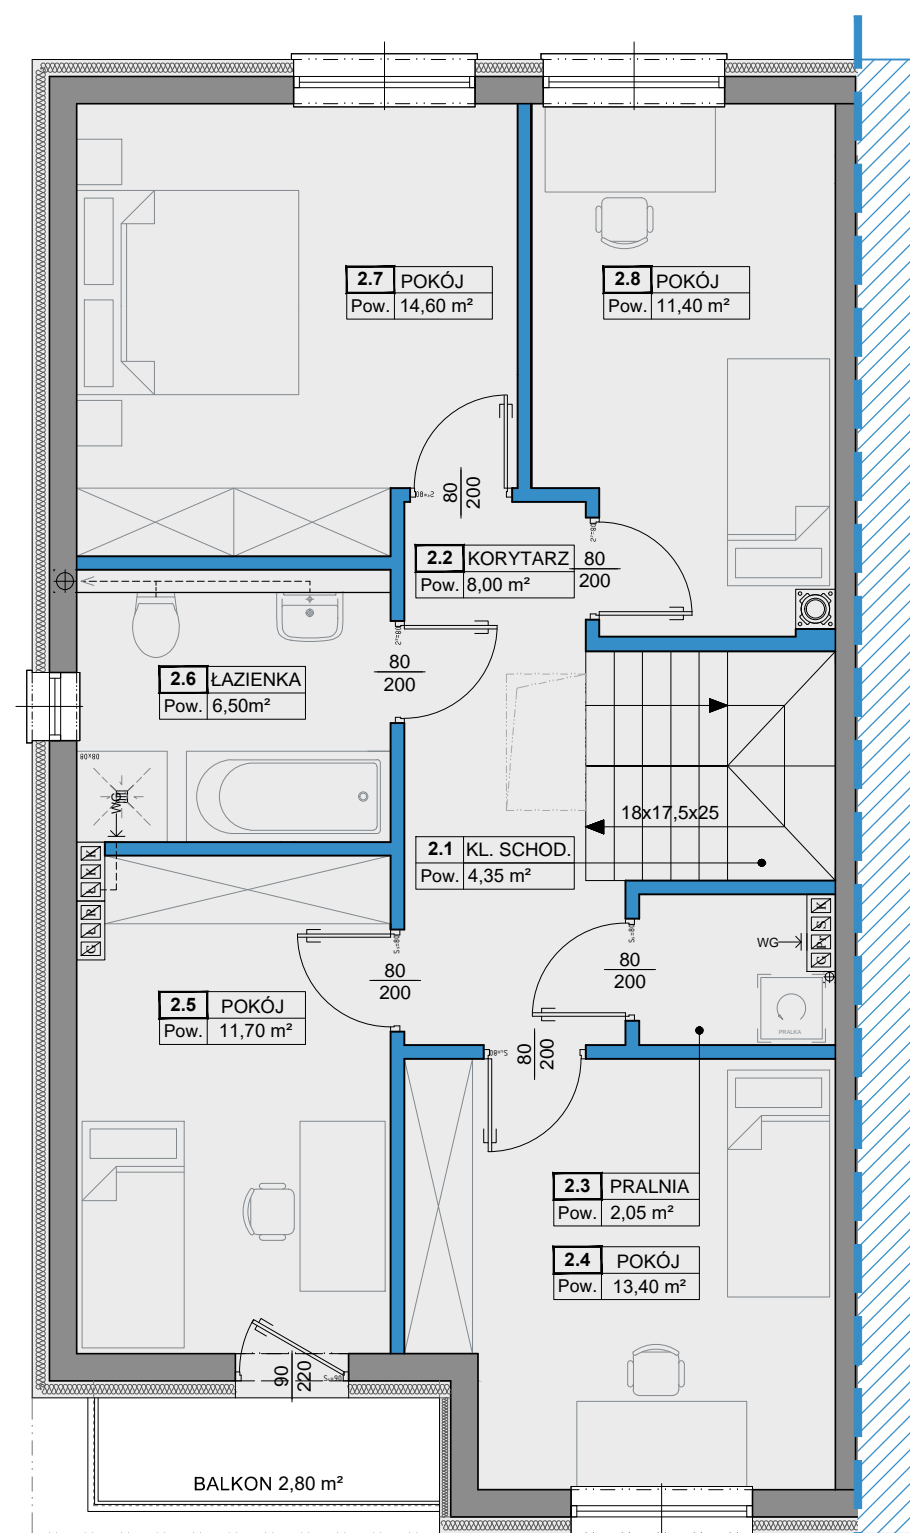 2.7 POKÓJ
Pow. 14,60 m²
2.8 POKÓJ
Pow. 11,40 m²
80
200
2.2 KORYTARZ
Pow. 8,00 m²
80
200
2.6 ŁAZIENKA
Pow. 6,50m²
80
200
80x80
WG
18x17,5x25
2.1 KL. SCHOD.
Pow. 4,35 m²
80
200
80
200
WG
2.5 POKÓJ
Pow. 11,70 m²
PRALKA
80
200
2.3 PRALNIA
Pow. 2,05 m²
2.4 POKÓJ
Pow. 13,40 m²
90
220
BALKON 2,80 m²